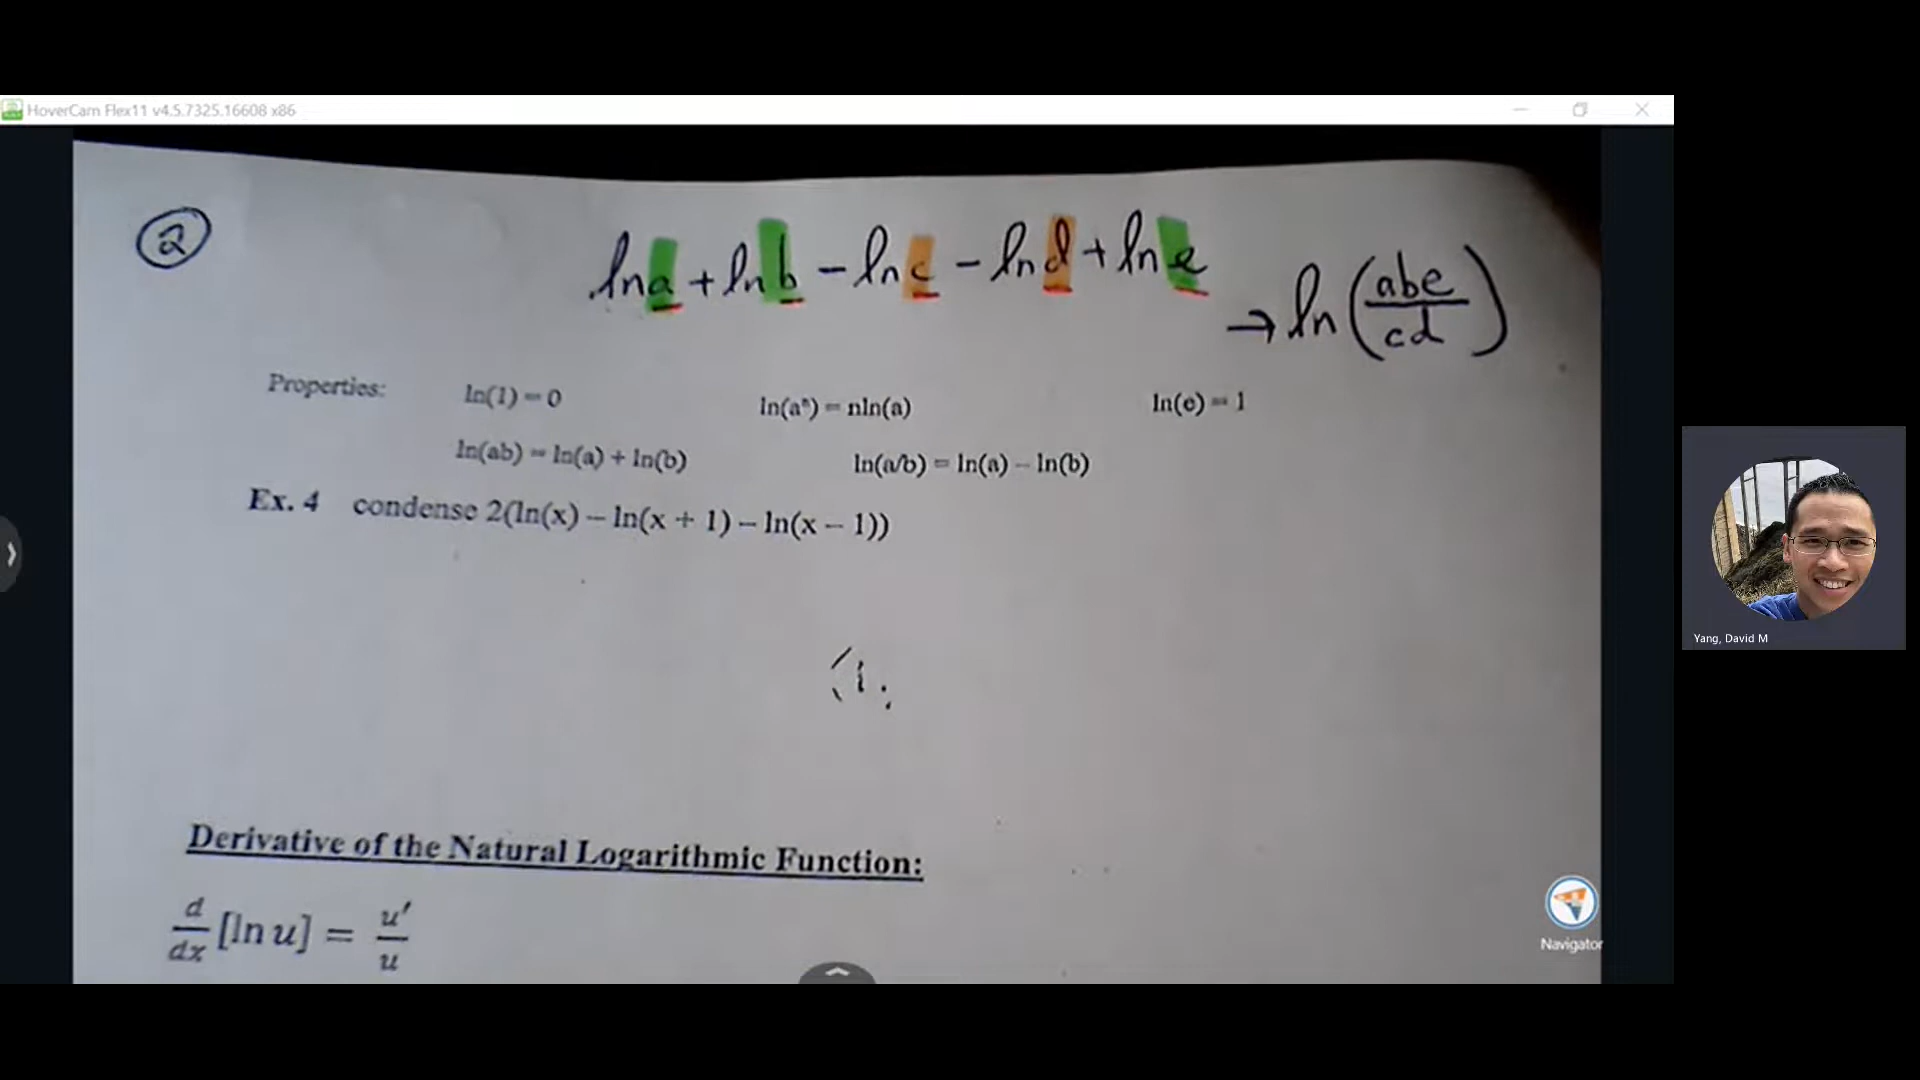 HoverCam Flex11 v4.5.7325.16608 x86
②
ln a + ln b - ln c - ln d + ln e
→ ln(abe/cd)
Properties: ln(1) = 0 ln(aⁿ) = nln(a) ln(e) = 1
ln(ab) = ln(a) + ln(b) ln(a/b) = ln(a) – ln(b)
Ex. 4 condense 2(ln(x) – ln(x + 1) – ln(x – 1))
Derivative of the Natural Logarithmic Function:
d/dx [ln u] = u′/u
Navigator
Yang, David M